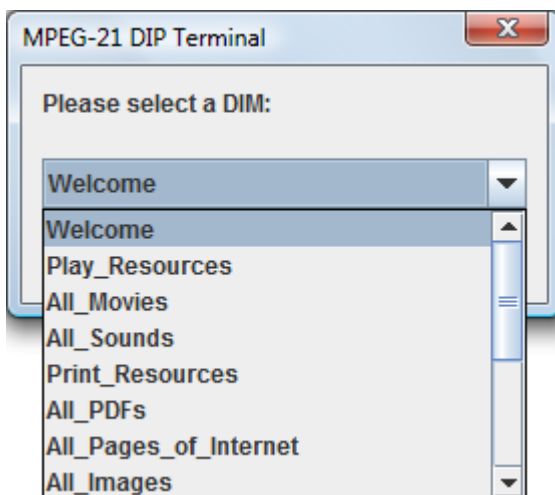 MPEG-21 DIP Terminal
Please select a DIM:
Welcome
Welcome
Play_Resources
All_Movies
All_Sounds
Print_Resources
All_PDFs
All_Pages_of_Internet
All_Images